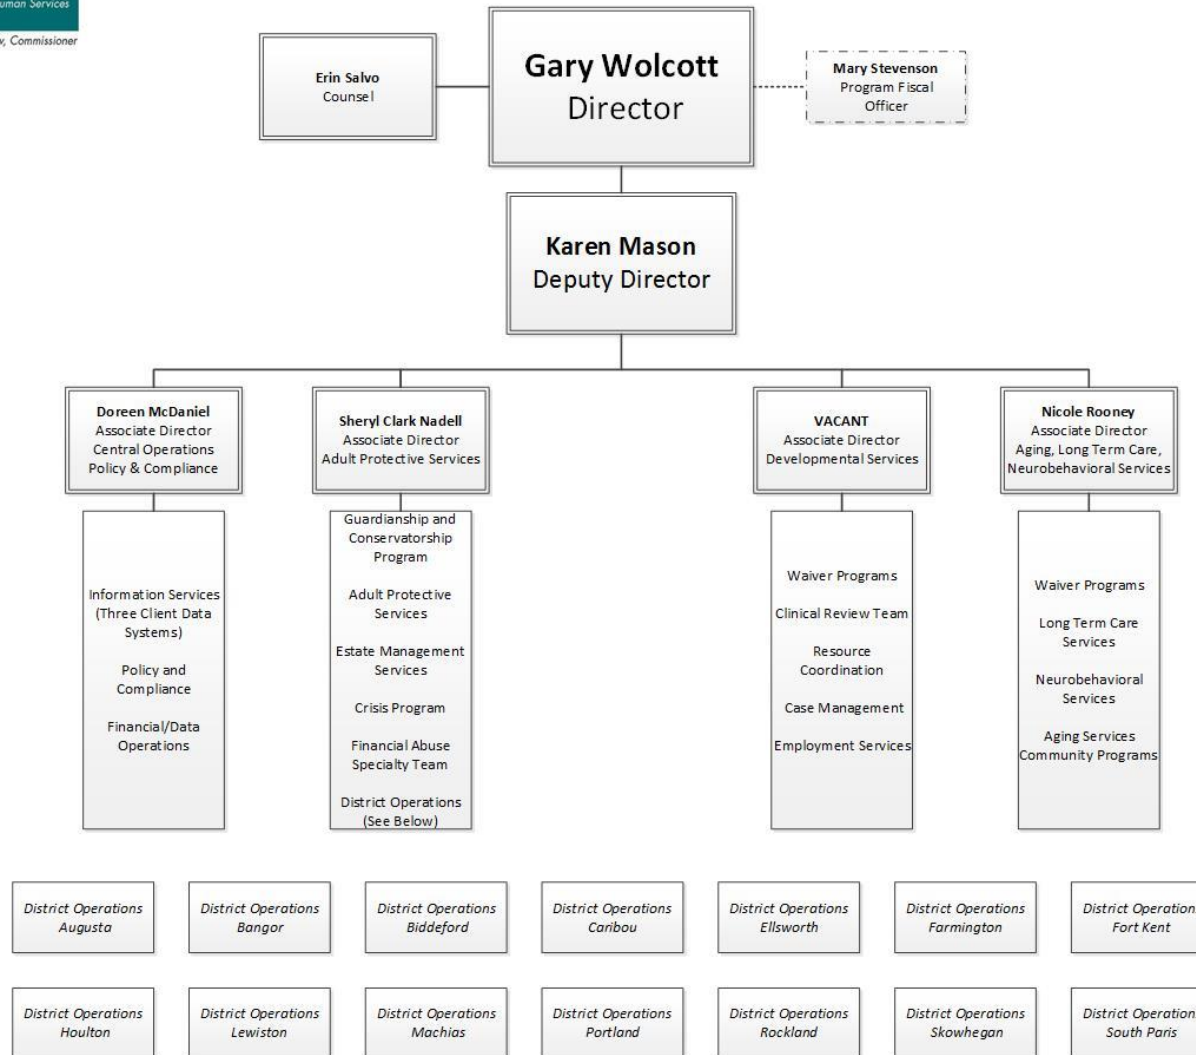 Human Services
Commissioner
Gary Wolcott
Director
Erin Salvo
Counsel
Mary Stevenson
Program Fiscal
Officer
Karen Mason
Deputy Director
Doreen McDaniel
Associate Director
Central Operations
Policy & Compliance
Sheryl Clark Nadell
Associate Director
Adult Protective Services
VACANT
Associate Director
Developmental Services
Nicole Rooney
Associate Director
Aging, Long Term Care,
Neurobehavioral Services
Information Services
(Three Client Data
Systems)
Policy and
Compliance
Financial/Data
Operations
Guardianship and
Conservatorship
Program
Adult Protective
Services
Estate Management
Services
Crisis Program
Financial Abuse
Specialty Team
District Operations
(See Below)
Waiver Programs
Clinical Review Team
Resource
Coordination
Case Management
Employment Services
Waiver Programs
Long Term Care
Services
Neurobehavioral
Services
Aging Services
Community Programs
District Operations
Augusta
District Operations
Bangor
District Operations
Biddeford
District Operations
Caribou
District Operations
Ellsworth
District Operations
Farmington
District Operation
Fort Kent
District Operations
Houlton
District Operations
Lewiston
District Operations
Machias
District Operations
Portland
District Operations
Rockland
District Operations
Skowhegan
District Operation
South Paris